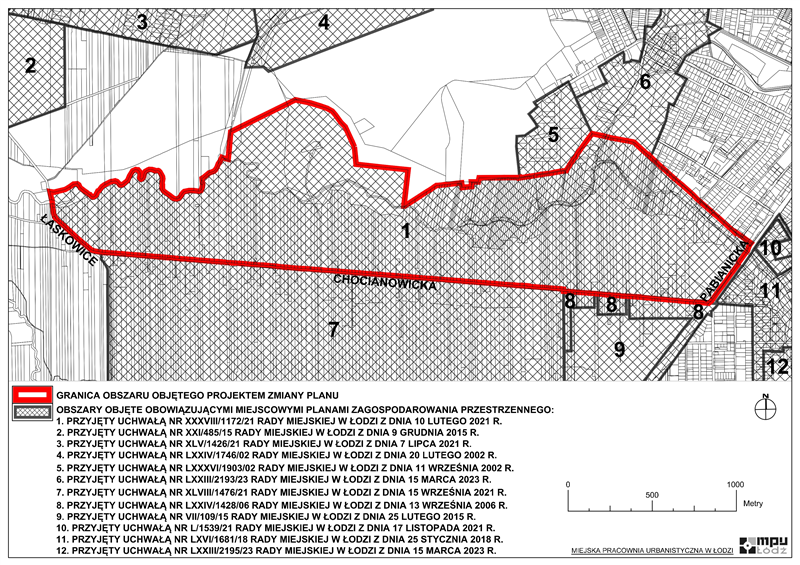 3
4
2
6
5
1
ŁASKOWICE
10
PABIANICKA
CHOCIANOWICKA
11
8
8
8
7
9
12
GRANICA OBSZARU OBJĘTEGO PROJEKTEM ZMIANY PLANU
OBSZARY OBJĘTE OBOWIĄZUJĄCYMI MIEJSCOWYMI PLANAMI ZAGOSPODAROWANIA PRZESTRZENNEGO:
1. PRZYJĘTY UCHWAŁĄ NR XXXVIII/1172/21 RADY MIEJSKIEJ W ŁODZI Z DNIA 10 LUTEGO 2021 R.
2. PRZYJĘTY UCHWAŁĄ NR XXI/485/15 RADY MIEJSKIEJ W ŁODZI Z DNIA 9 GRUDNIA 2015 R.
3. PRZYJĘTY UCHWAŁĄ NR XLV/1426/21 RADY MIEJSKIEJ W ŁODZI Z DNIA 7 LIPCA 2021 R.
4. PRZYJĘTY UCHWAŁĄ NR LXXIV/1746/02 RADY MIEJSKIEJ W ŁODZI Z DNIA 20 LUTEGO 2002 R.
5. PRZYJĘTY UCHWAŁĄ NR LXXXVI/1903/02 RADY MIEJSKIEJ W ŁODZI Z DNIA 11 WRZEŚNIA 2002 R.
6. PRZYJĘTY UCHWAŁĄ NR LXXIII/2193/23 RADY MIEJSKIEJ W ŁODZI Z DNIA 15 MARCA 2023 R.
7. PRZYJĘTY UCHWAŁĄ NR XLVIII/1476/21 RADY MIEJSKIEJ W ŁODZI Z DNIA 15 WRZEŚNIA 2021 R.
8. PRZYJĘTY UCHWAŁĄ NR LXXIV/1428/06 RADY MIEJSKIEJ W ŁODZI Z DNIA 13 WRZEŚNIA 2006 R.
9. PRZYJĘTY UCHWAŁĄ NR VII/109/15 RADY MIEJSKIEJ W ŁODZI Z DNIA 25 LUTEGO 2015 R.
10. PRZYJĘTY UCHWAŁĄ NR L/1539/21 RADY MIEJSKIEJ W ŁODZI Z DNIA 17 LISTOPADA 2021 R.
11. PRZYJĘTY UCHWAŁĄ NR LXVI/1681/18 RADY MIEJSKIEJ W ŁODZI Z DNIA 25 STYCZNIA 2018 R.
12. PRZYJĘTY UCHWAŁĄ NR LXXIII/2195/23 RADY MIEJSKIEJ W ŁODZI Z DNIA 15 MARCA 2023 R.
N
0 500 1000
Metry
MIEJSKA PRACOWNIA URBANISTYCZNA W ŁODZI
mpu
Łódź